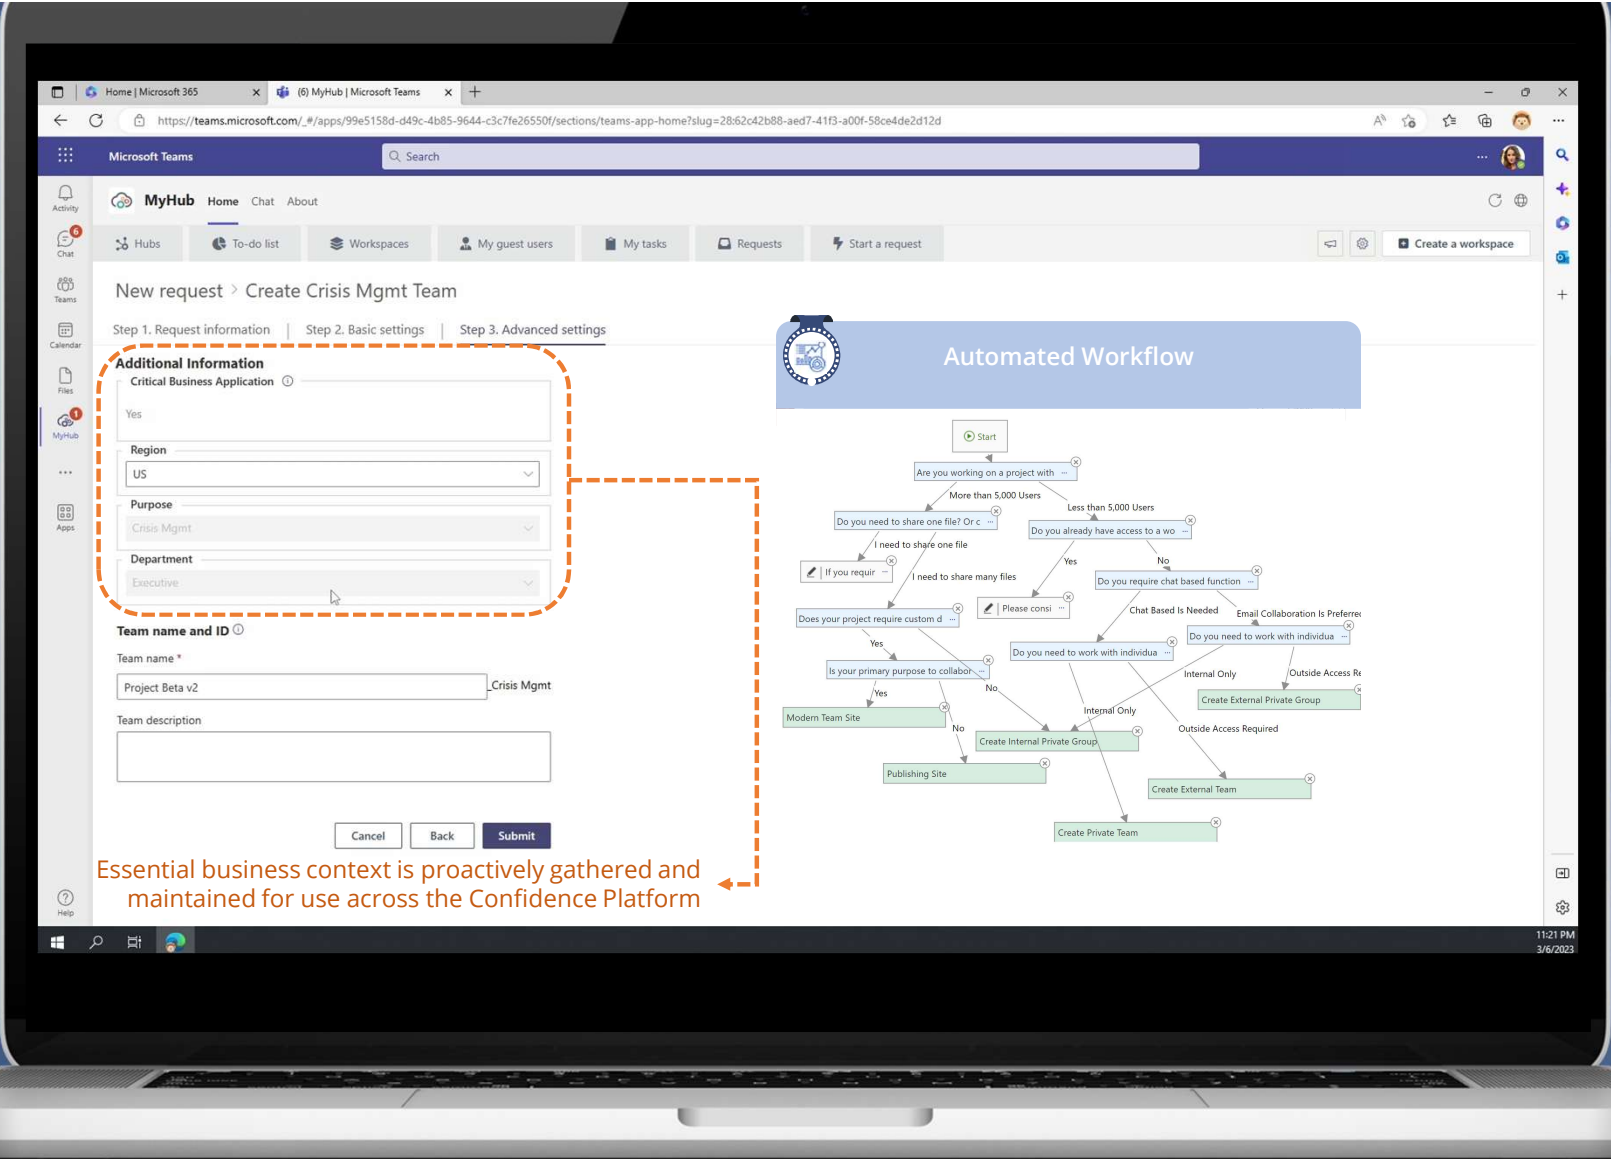 Home | Microsoft 365
(6) MyHub | Microsoft Teams
https://teams.microsoft.com/_#/apps/99e5158d-d49c-4b85-9644-c3c7fe26550f/sections/teams-app-home?slug=28:62c42b88-aed7-41f3-a00f-58ce4de2d12d
Microsoft Teams
Search
Activity
6
Chat
Teams
Calendar
Files
1
MyHub
Apps
Help
MyHub Home Chat About
Hubs
To-do list
Workspaces
My guest users
My tasks
Requests
Start a request
Create a workspace
New request > Create Crisis Mgmt Team
Step 1. Request information | Step 2. Basic settings | Step 3. Advanced settings
Additional Information
Critical Business Application
Yes
Region
US
Purpose
Crisis Mgmt
Department
Executive
Team name and ID
Team name *
Project Beta v2
_Crisis Mgmt
Team description
Cancel
Back
Submit
Essential business context is proactively gathered and
maintained for use across the Confidence Platform
Automated Workflow
Start
Are you working on a project with ...
More than 5,000 Users
Less than 5,000 Users
Do you need to share one file? Or c ...
Do you already have access to a wo ...
I need to share one file
Yes
No
If you requir ...
I need to share many files
Do you require chat based function ...
Please consi ...
Chat Based Is Needed
Email Collaboration Is Preferred
Does your project require custom d ...
Do you need to work with individua ...
Yes
Do you need to work with individua ...
Is your primary purpose to collabor ...
Internal Only
Outside Access Re
No
Yes
Create External Private Group
Modern Team Site
Internal Only
No
Outside Access Required
Create Internal Private Group
Publishing Site
Create External Team
Create Private Team
11:21 PM
3/6/2023